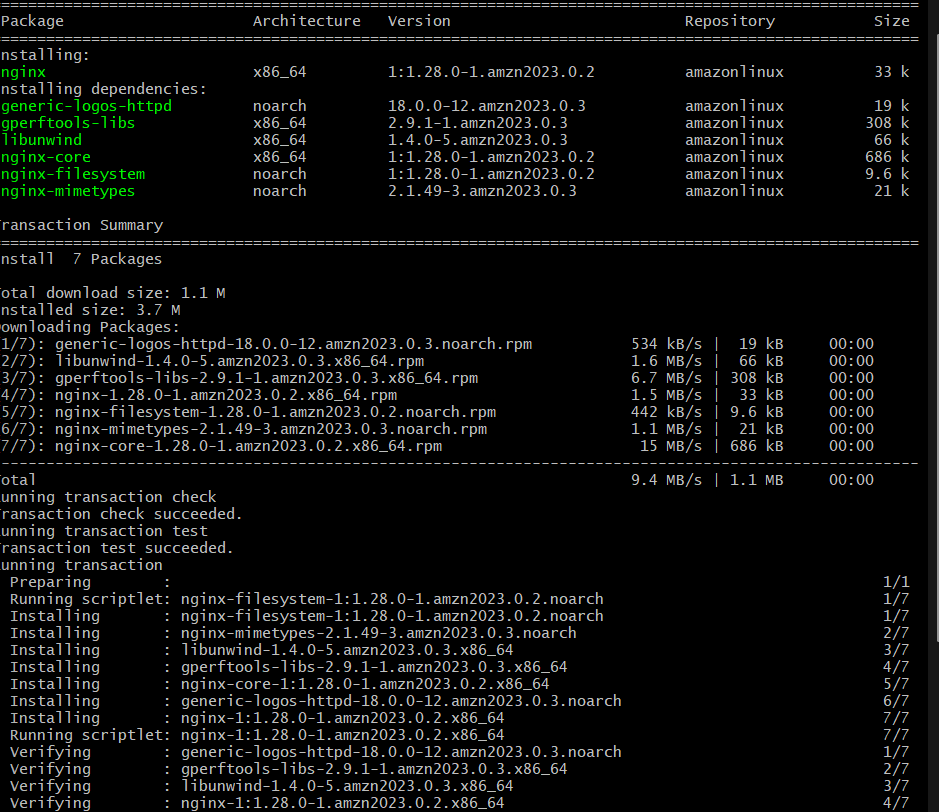 ================================================================================
Package Architecture Version Repository Size
================================================================================
nstalling:
nginx x86_64 1:1.28.0-1.amzn2023.0.2 amazonlinux 33 k
nstalling dependencies:
generic-logos-httpd noarch 18.0.0-12.amzn2023.0.3 amazonlinux 19 k
gperftools-libs x86_64 2.9.1-1.amzn2023.0.3 amazonlinux 308 k
libunwind x86_64 1.4.0-5.amzn2023.0.3 amazonlinux 66 k
nginx-core x86_64 1:1.28.0-1.amzn2023.0.2 amazonlinux 686 k
nginx-filesystem noarch 1:1.28.0-1.amzn2023.0.2 amazonlinux 9.6 k
nginx-mimetypes noarch 2.1.49-3.amzn2023.0.3 amazonlinux 21 k
ransaction Summary
================================================================================
nstall 7 Packages
otal download size: 1.1 M
nstalled size: 3.7 M
ownloading Packages:
1/7): generic-logos-httpd-18.0.0-12.amzn2023.0.3.noarch.rpm 534 kB/s | 19 kB 00:00
2/7): libunwind-1.4.0-5.amzn2023.0.3.x86_64.rpm 1.6 MB/s | 66 kB 00:00
3/7): gperftools-libs-2.9.1-1.amzn2023.0.3.x86_64.rpm 6.7 MB/s | 308 kB 00:00
4/7): nginx-1.28.0-1.amzn2023.0.2.x86_64.rpm 1.5 MB/s | 33 kB 00:00
5/7): nginx-filesystem-1.28.0-1.amzn2023.0.2.noarch.rpm 442 kB/s | 9.6 kB 00:00
6/7): nginx-mimetypes-2.1.49-3.amzn2023.0.3.noarch.rpm 1.1 MB/s | 21 kB 00:00
7/7): nginx-core-1.28.0-1.amzn2023.0.2.x86_64.rpm 15 MB/s | 686 kB 00:00
--------------------------------------------------------------------------------
otal 9.4 MB/s | 1.1 MB 00:00
unning transaction check
ransaction check succeeded.
unning transaction test
ransaction test succeeded.
unning transaction
Preparing : 1/1
Running scriptlet: nginx-filesystem-1:1.28.0-1.amzn2023.0.2.noarch 1/7
Installing : nginx-filesystem-1:1.28.0-1.amzn2023.0.2.noarch 1/7
Installing : nginx-mimetypes-2.1.49-3.amzn2023.0.3.noarch 2/7
Installing : libunwind-1.4.0-5.amzn2023.0.3.x86_64 3/7
Installing : gperftools-libs-2.9.1-1.amzn2023.0.3.x86_64 4/7
Installing : nginx-core-1:1.28.0-1.amzn2023.0.2.x86_64 5/7
Installing : generic-logos-httpd-18.0.0-12.amzn2023.0.3.noarch 6/7
Installing : nginx-1:1.28.0-1.amzn2023.0.2.x86_64 7/7
Running scriptlet: nginx-1:1.28.0-1.amzn2023.0.2.x86_64 7/7
Verifying : generic-logos-httpd-18.0.0-12.amzn2023.0.3.noarch 1/7
Verifying : gperftools-libs-2.9.1-1.amzn2023.0.3.x86_64 2/7
Verifying : libunwind-1.4.0-5.amzn2023.0.3.x86_64 3/7
Verifying : nginx-1:1.28.0-1.amzn2023.0.2.x86_64 4/7